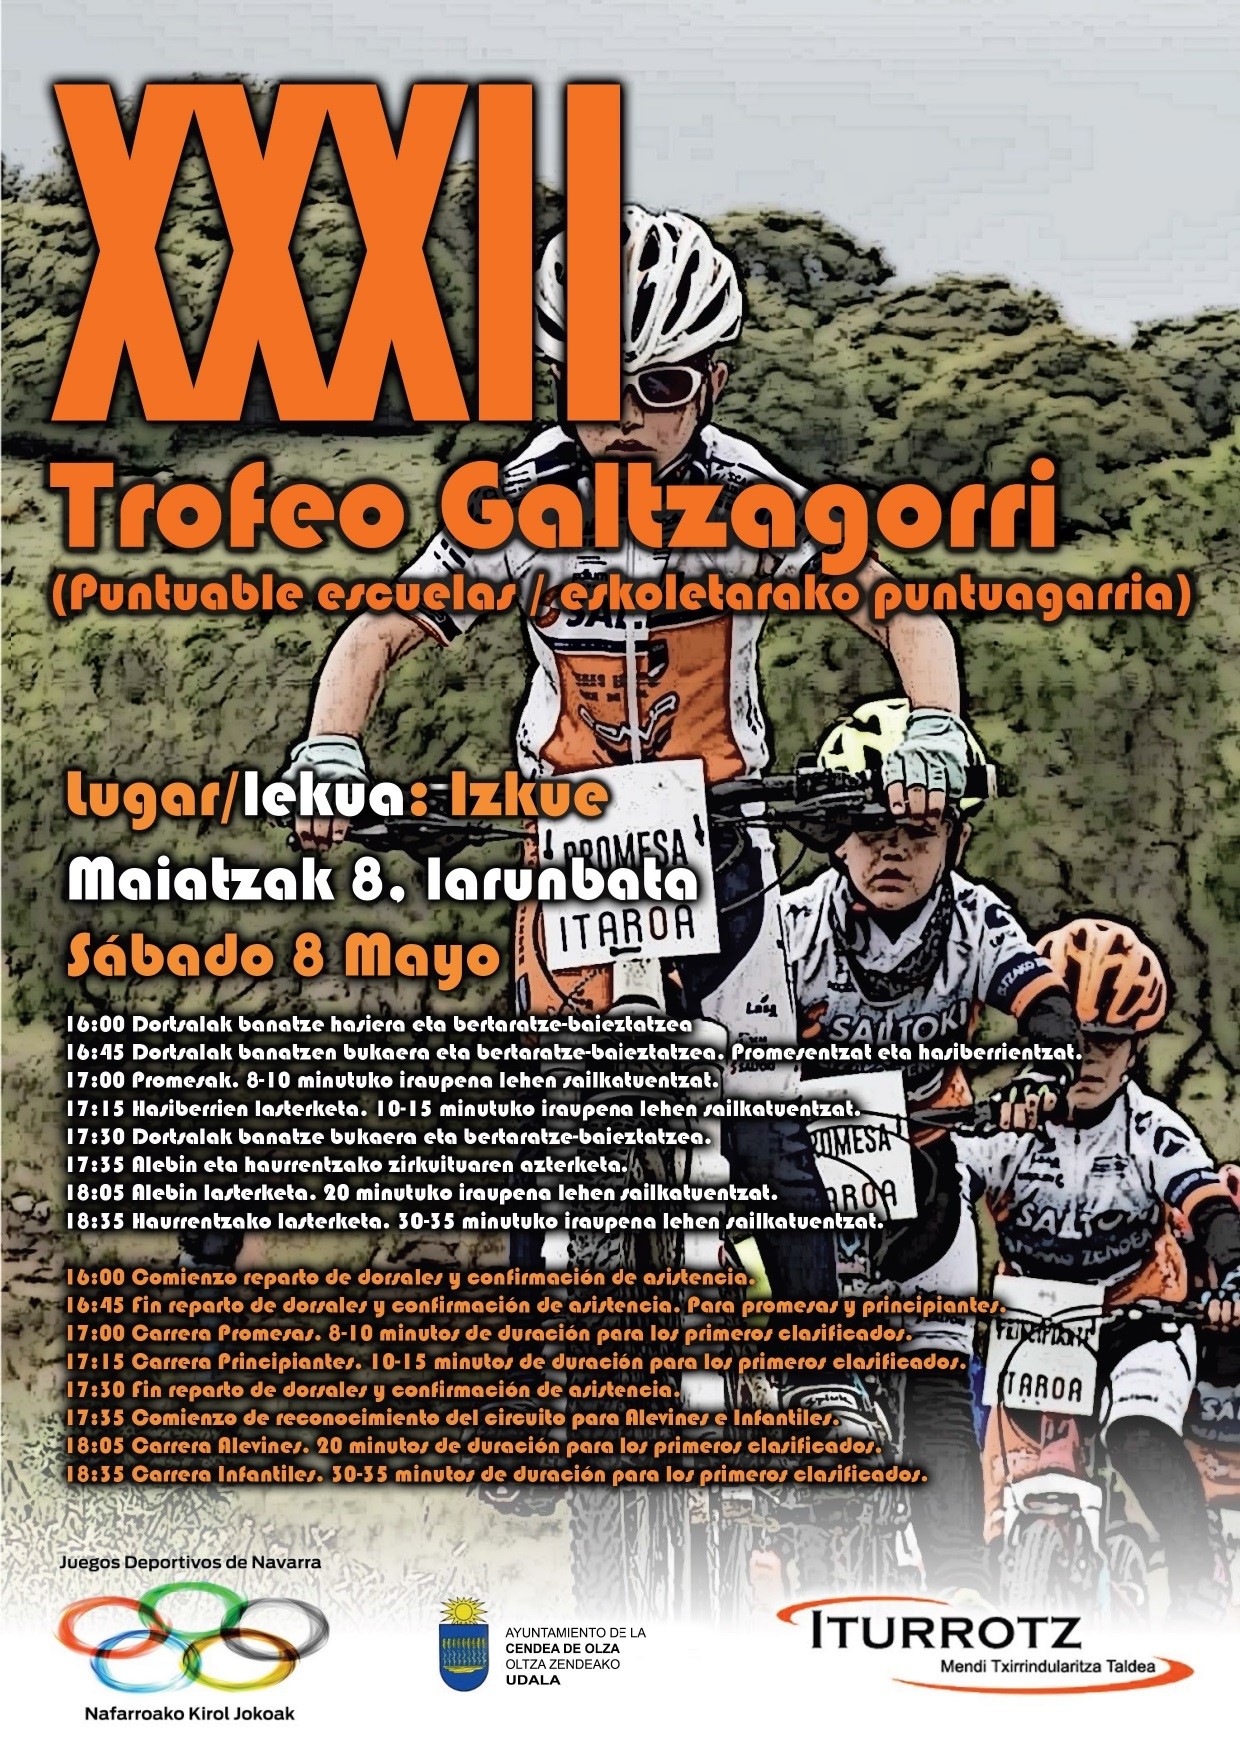 XXXII
Trofeo Galtzagorri
(Puntuable escuelas / eskoletarako puntuagarria)
Lugar/lekua: Izkue
PROMESA
Maiatzak 8, larunbata
ITAROA
Sábado 8 Mayo
SALTOKI
16:00 Dortsalak banatze hasiera eta bertaratze-baieztatzea
16:45 Dortsalak banatzen bukaera eta bertaratze-baieztatzea. Promesentzat eta hasiberrientzat.
17:00 Promesak. 8-10 minutuko iraupena lehen sailkatuentzat.
17:15 Hasiberrien lasterketa. 10-15 minutuko iraupena lehen sailkatuentzat.
17:30 Dortsalak banatze bukaera eta bertaratze-baieztatzea.
PROMESA
17:35 Alebin eta haurrentzako zirkuituaren azterketa.
18:05 Alebin lasterketa. 20 minutuko iraupena lehen sailkatuentzat.
18:35 Haurrentzako lasterketa. 30-35 minutuko iraupena lehen sailkatuentzat.
SALTOKI
16:00 Comienzo reparto de dorsales y confirmación de asistencia.
16:45 Fin reparto de dorsales y confirmación de asistencia. Para promesas y principiantes.
17:00 Carrera Promesas. 8-10 minutos de duración para los primeros clasificados.
17:15 Carrera Principiantes. 10-15 minutos de duración para los primeros clasificados.
17:30 Fin reparto de dorsales y confirmación de asistencia.
ITAROA
17:35 Comienzo de reconocimiento del circuito para Alevines e Infantiles.
18:05 Carrera Alevines. 20 minutos de duración para los primeros clasificados.
18:35 Carrera Infantiles. 30-35 minutos de duración para los primeros clasificados.
Juegos Deportivos de Navarra
Nafarroako Kirol Jokoak
AYUNTAMIENTO DE LA
CENDEA DE OLZA
OLTZA ZENDEAKO
UDALA
ITURROTZ
Mendi Txirrindularitza Taldea